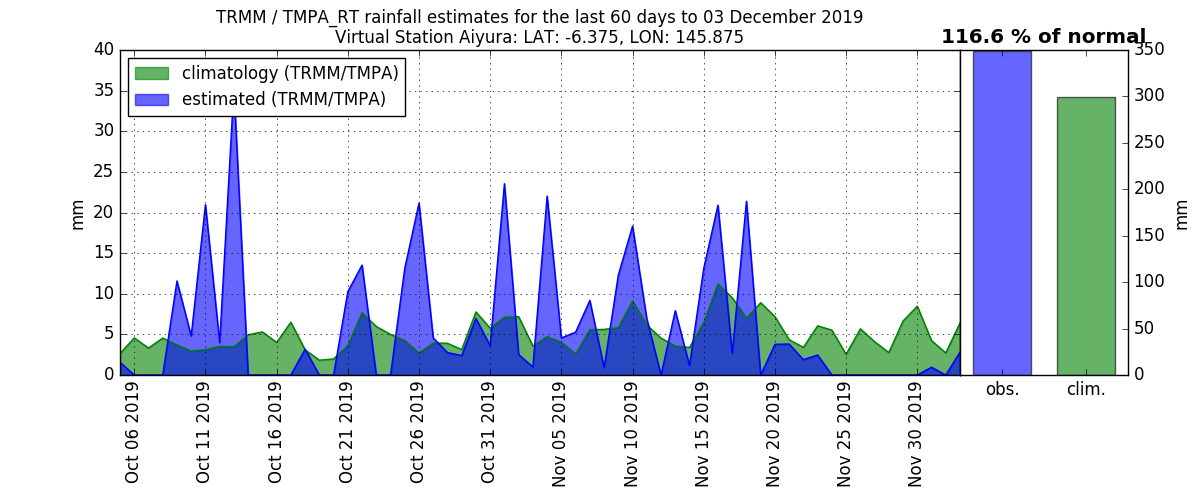 TRMM / TMPA_RT rainfall estimates for the last 60 days to 03 December 2019
Virtual Station Aiyura: LAT: -6.375, LON: 145.875
116.6 % of normal
climatology (TRMM/TMPA)
estimated (TRMM/TMPA)
40
35
30
25
20
15
10
5
0
mm
Oct 06 2019
Oct 11 2019
Oct 16 2019
Oct 21 2019
Oct 26 2019
Oct 31 2019
Nov 05 2019
Nov 10 2019
Nov 15 2019
Nov 20 2019
Nov 25 2019
Nov 30 2019
obs.
clim.
350
300
250
200
150
100
50
0
mm